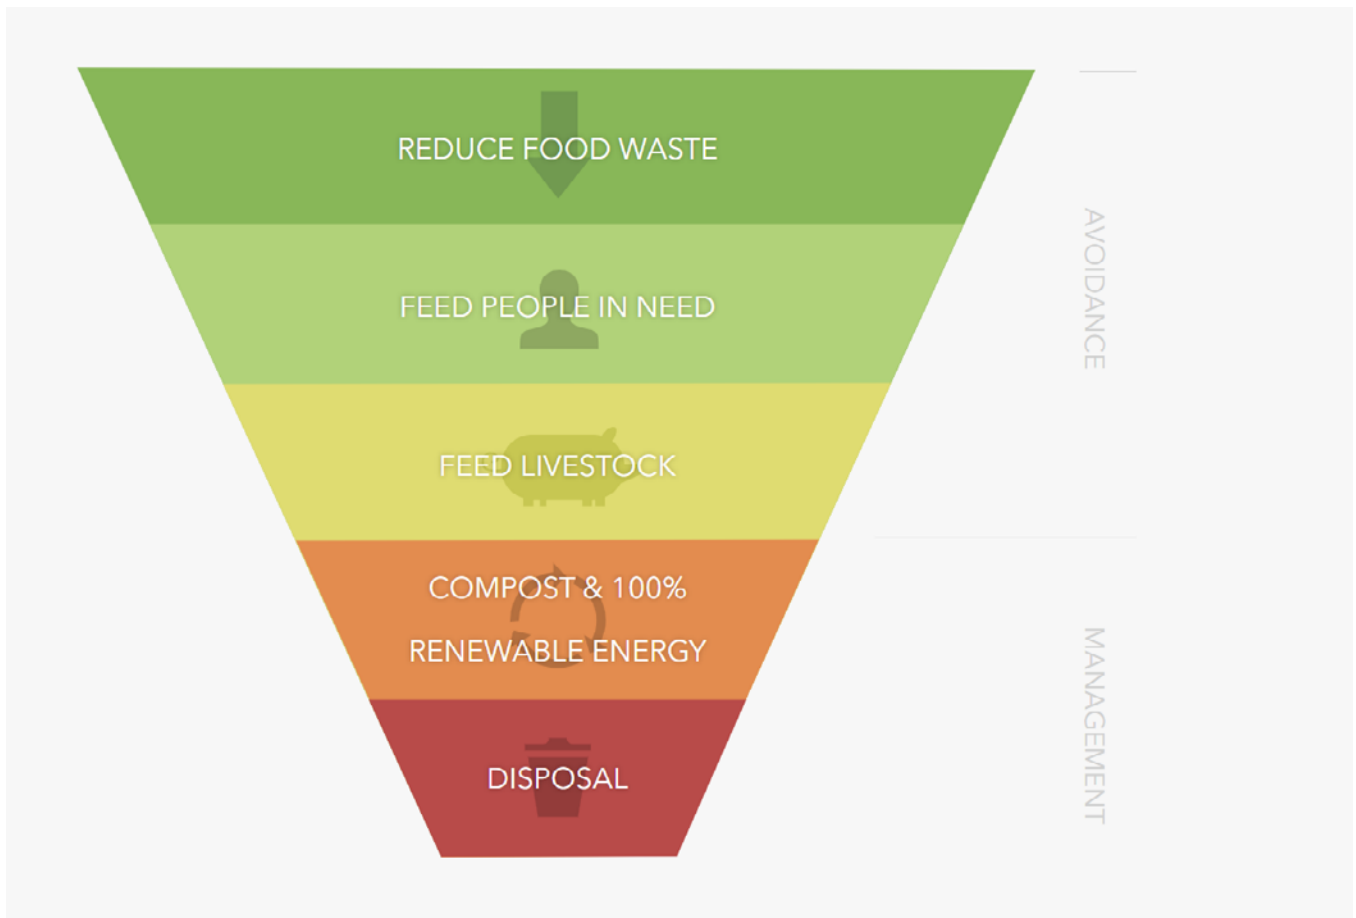 REDUCE FOOD WASTE
FEED PEOPLE IN NEED
FEED LIVESTOCK
COMPOST & 100%
RENEWABLE ENERGY
DISPOSAL
AVOIDANCE
MANAGEMENT